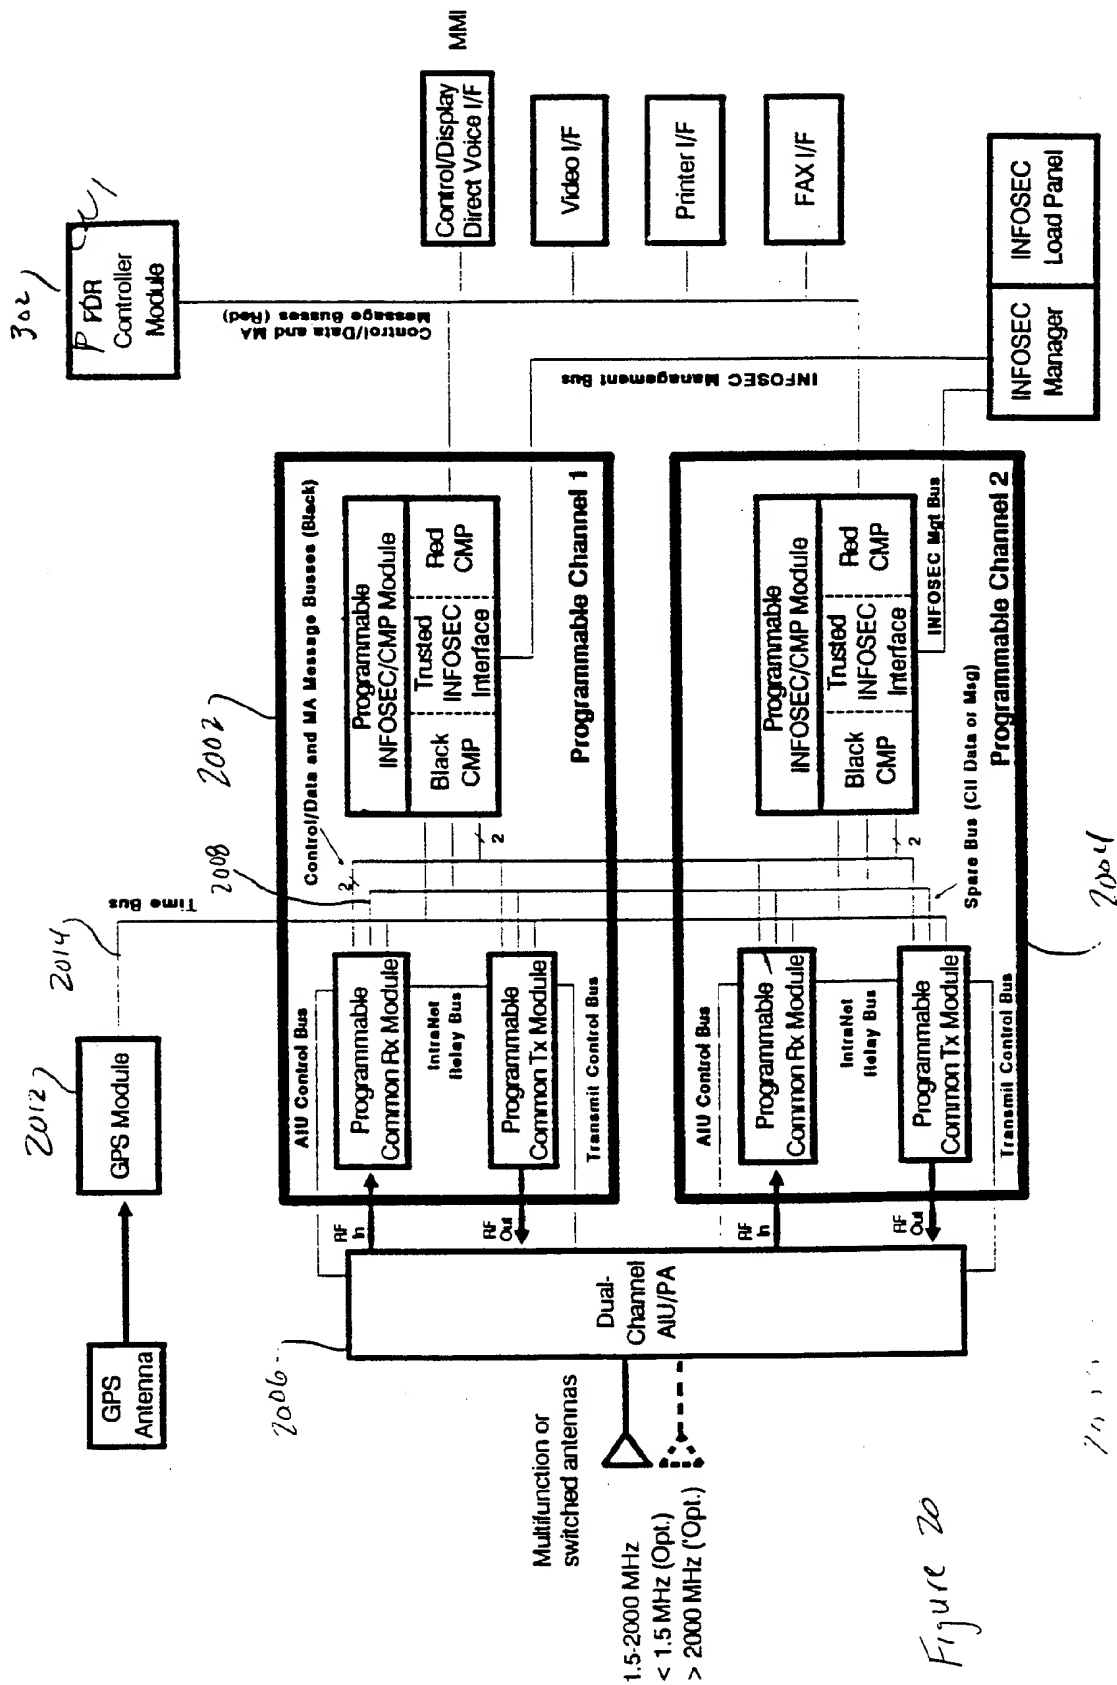 GPS
Antenna
2012
GPS Module
2014
Time Bus
302
P PDR
Controller
Module
Control/Data and MA
Message Busses (Red)
Control/Display
Direct Voice I/F
MMI
Video I/F
Printer I/F
FAX I/F
INFOSEC Management Bus
INFOSEC
Manager
INFOSEC
Load Panel
2006
Multifunction or
switched antennas
1.5-2000 MHz
< 1.5 MHz (Opt.)
> 2000 MHz ('Opt.)
Dual-
Channel
AIU/PA
2002
2008
Control/Data and MA Message Busses (Black)
AIU Control Bus
RF
In
Programmable
Common Rx Module
IntraNet
Relay Bus
RF
Out
Programmable
Common Tx Module
Transmit Control Bus
2
2
Programmable
INFOSEC/CMP Module
Black
CMP
Trusted
INFOSEC
Interface
Red
CMP
Programmable Channel 1
AIU Control Bus
RF
In
Programmable
Common Rx Module
IntraNet
Relay Bus
RF
Out
Programmable
Common Tx Module
Transmit Control Bus
2
Programmable
INFOSEC/CMP Module
Black
CMP
Trusted
INFOSEC
Interface
Red
CMP
INFOSEC Mgt Bus
Spare Bus (Ctl Data or Msg)
Programmable Channel 2
2004
Figure 20